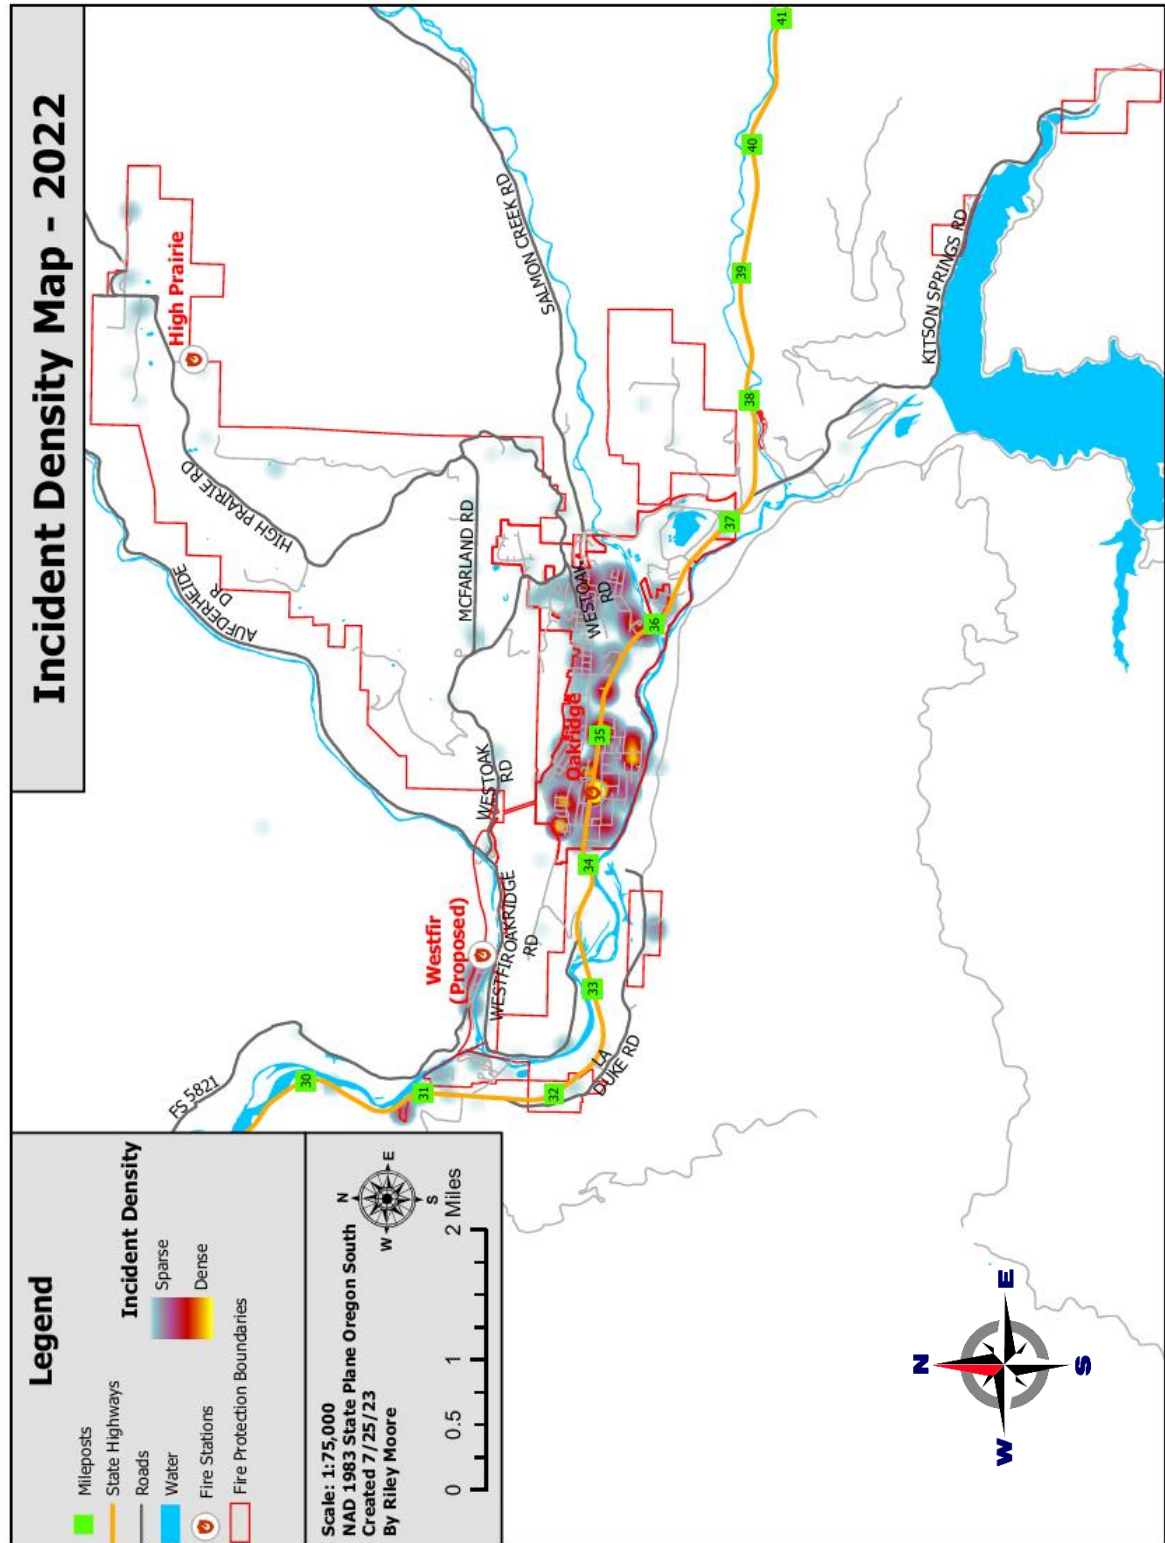 Incident Density Map - 2022
Legend
Mileposts
State Highways
Roads
Water
Fire Stations
Fire Protection Boundaries
Incident Density
Sparse
Dense
Scale: 1:75,000
NAD 1983 State Plane Oregon South
Created 7/25/23
By Riley Moore
N
E
S
W
0 0.5 1 2 Miles
N
E
S
W
FS 5821
AUFDERHEIDE
DR
HIGH PRAIRIE RD
High Prairie
MCFARLAND RD
SALMON CREEK RD
WESTOAK
RD
WESTOAK
RD
Westfir
(Proposed)
WESTFIROAKRIDGE
RD
Oakridge
LA
DUKE RD
KITSON SPRINGS RD
30
31
32
33
34
35
36
37
38
39
40
41